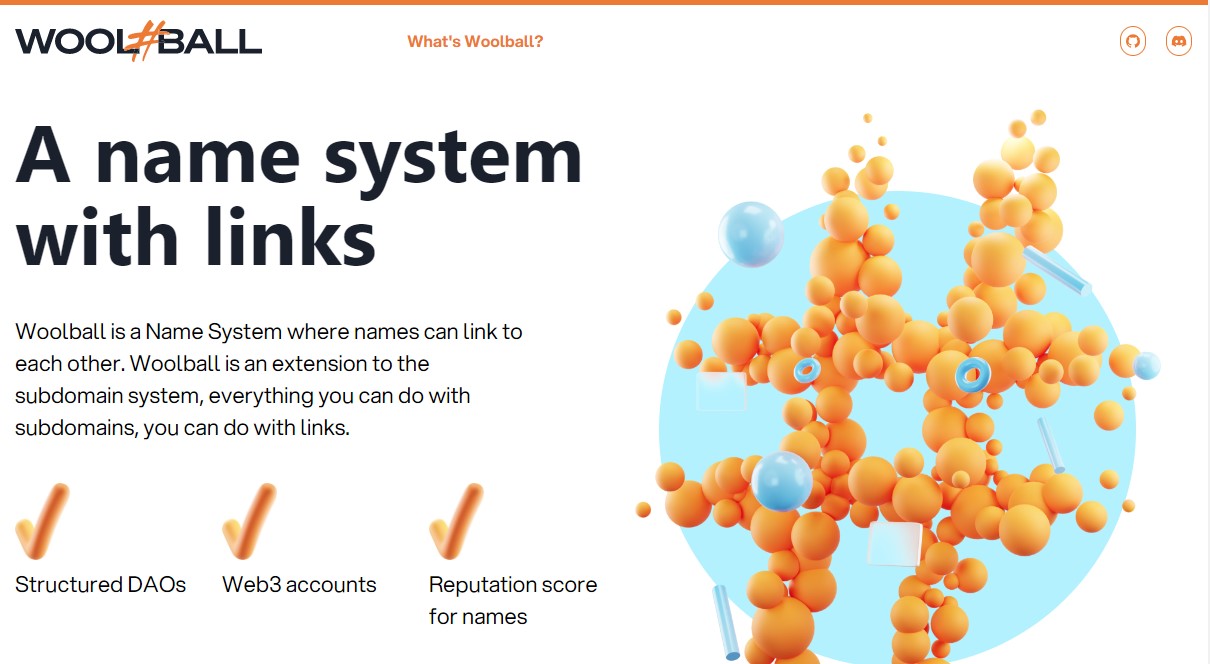 WOOL#BALL
What's Woolball?
A name system
with links
Woolball is a Name System where names can link to
each other. Woolball is an extension to the
subdomain system, everything you can do with
subdomains, you can do with links.
Structured DAOs
Web3 accounts
Reputation score
for names